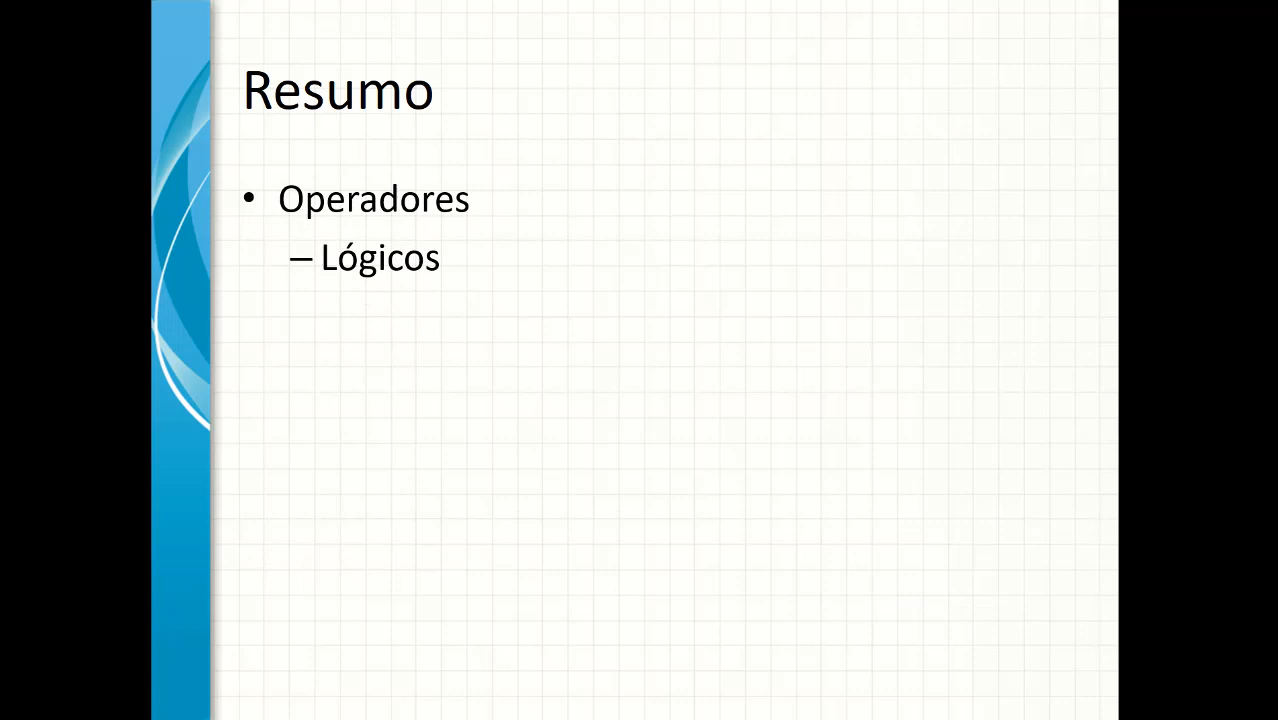 Resumo
• Operadores
– Lógicos